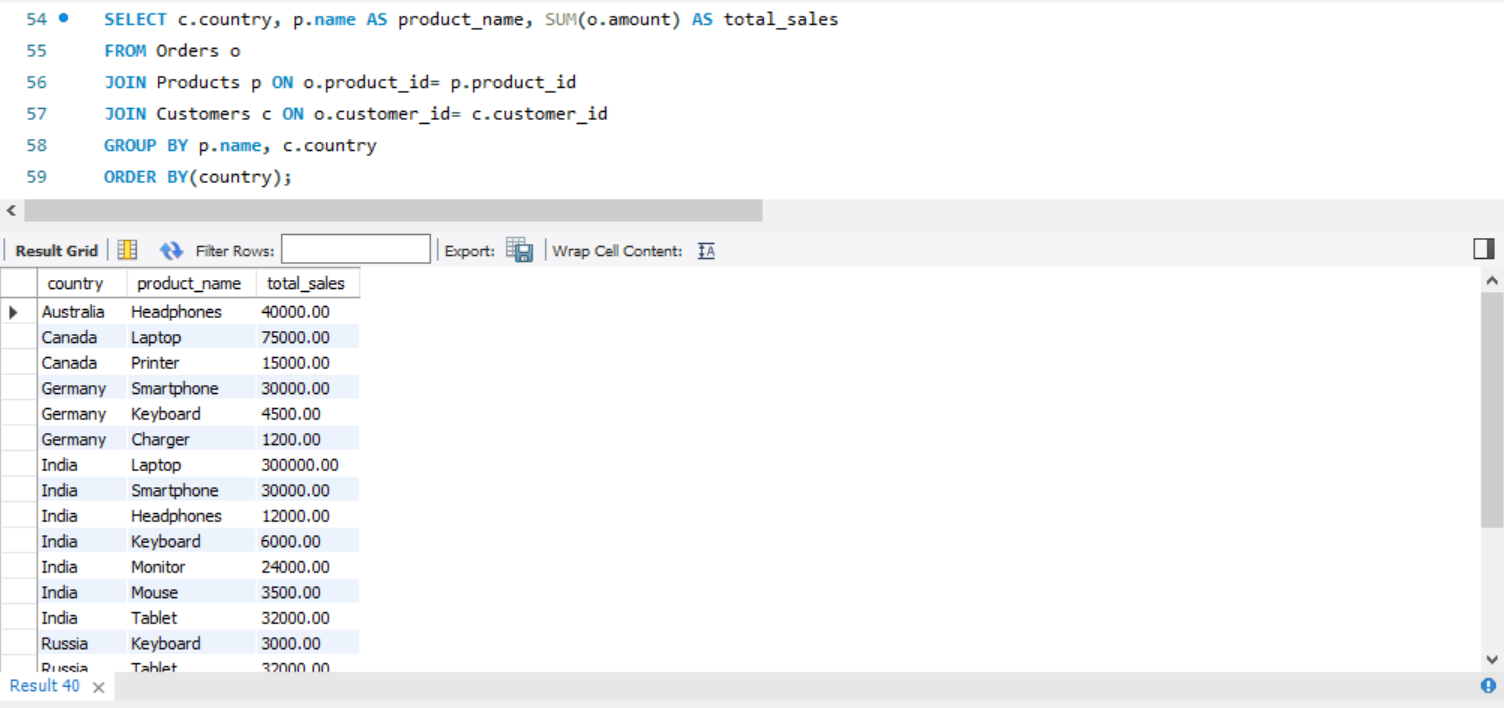 54 SELECT c.country, p.name AS product_name, SUM(o.amount) AS total_sales
55 FROM Orders o
56 JOIN Products p ON o.product_id= p.product_id
57 JOIN Customers c ON o.customer_id= c.customer_id
58 GROUP BY p.name, c.country
59 ORDER BY(country);
Result Grid Filter Rows: Export: Wrap Cell Content: IA
country product_name total_sales
Australia Headphones 40000.00
Canada Laptop 75000.00
Canada Printer 15000.00
Germany Smartphone 30000.00
Germany Keyboard 4500.00
Germany Charger 1200.00
India Laptop 300000.00
India Smartphone 30000.00
India Headphones 12000.00
India Keyboard 6000.00
India Monitor 24000.00
India Mouse 3500.00
India Tablet 32000.00
Russia Keyboard 3000.00
Russia Tablet 32000.00
Result 40